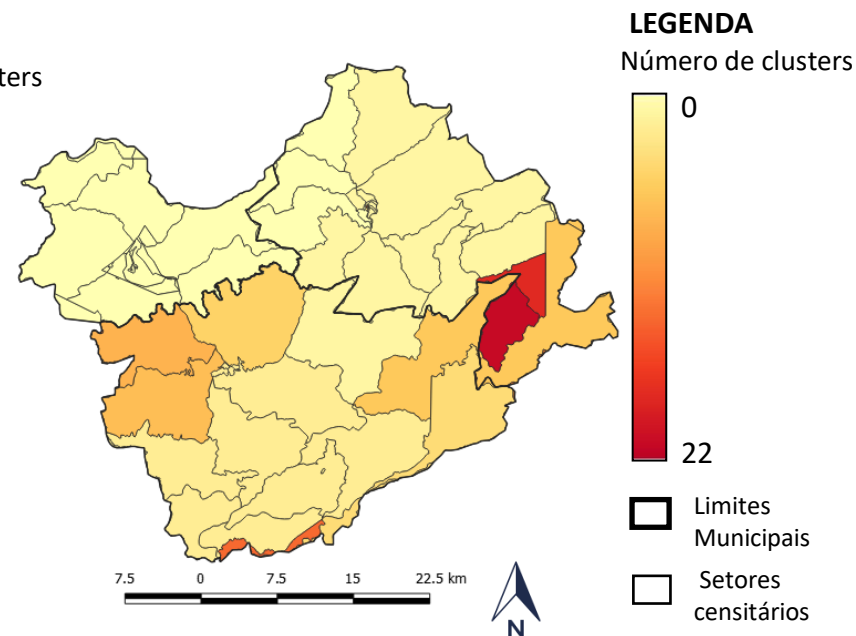 ters
LEGENDA
Número de clusters
0
22
Limites
Municipais
Setores
censitários
7.5 0 7.5 15 22.5 km
N